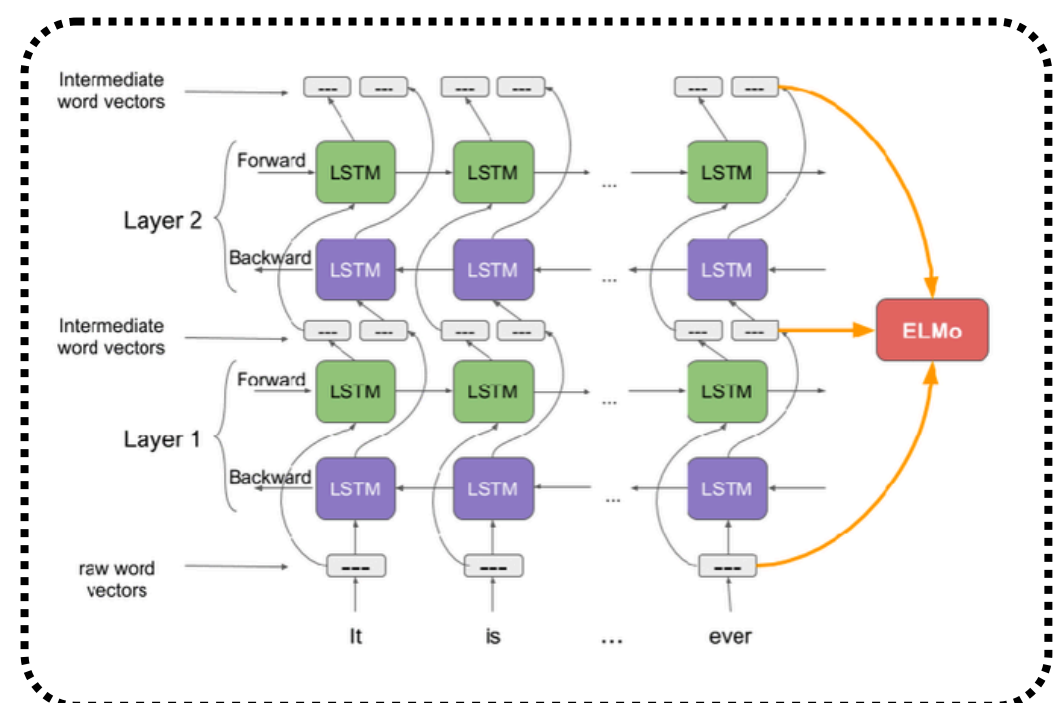 Intermediate
word vectors
--- --- --- --- --- ---
Forward
LSTM LSTM ... LSTM
Layer 2
Backward
LSTM LSTM ... LSTM
Intermediate
word vectors
--- --- --- --- --- ---
ELMo
Forward
LSTM LSTM ... LSTM
Layer 1
Backward
LSTM LSTM ... LSTM
raw word
vectors
--- --- ---
It is ... ever